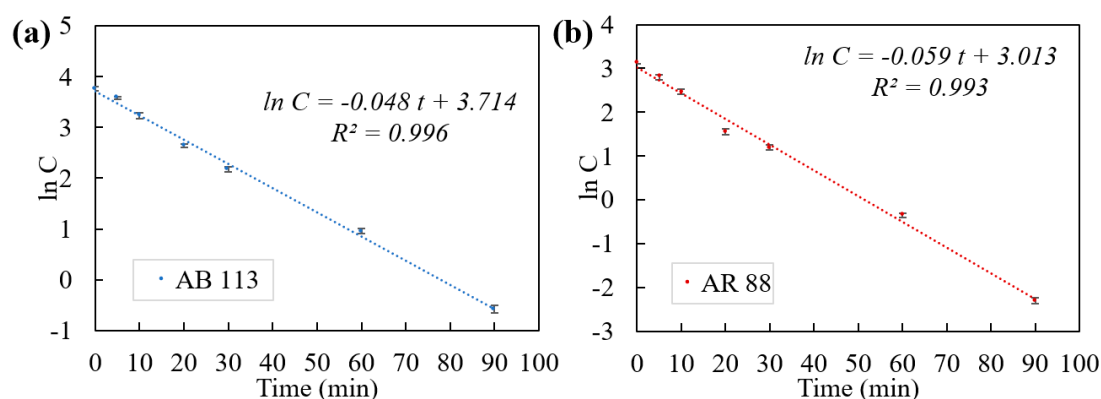 (a)
ln C = -0.048 t + 3.714
R² = 0.996
ln C
5
4
3
2
1
0
-1
AB 113
0 10 20 30 40 50 60 70 80 90 100
Time (min)
(b)
ln C = -0.059 t + 3.013
R² = 0.993
ln C
4
3
2
1
0
-1
-2
-3
AR 88
0 10 20 30 40 50 60 70 80 90 100
Time (min)